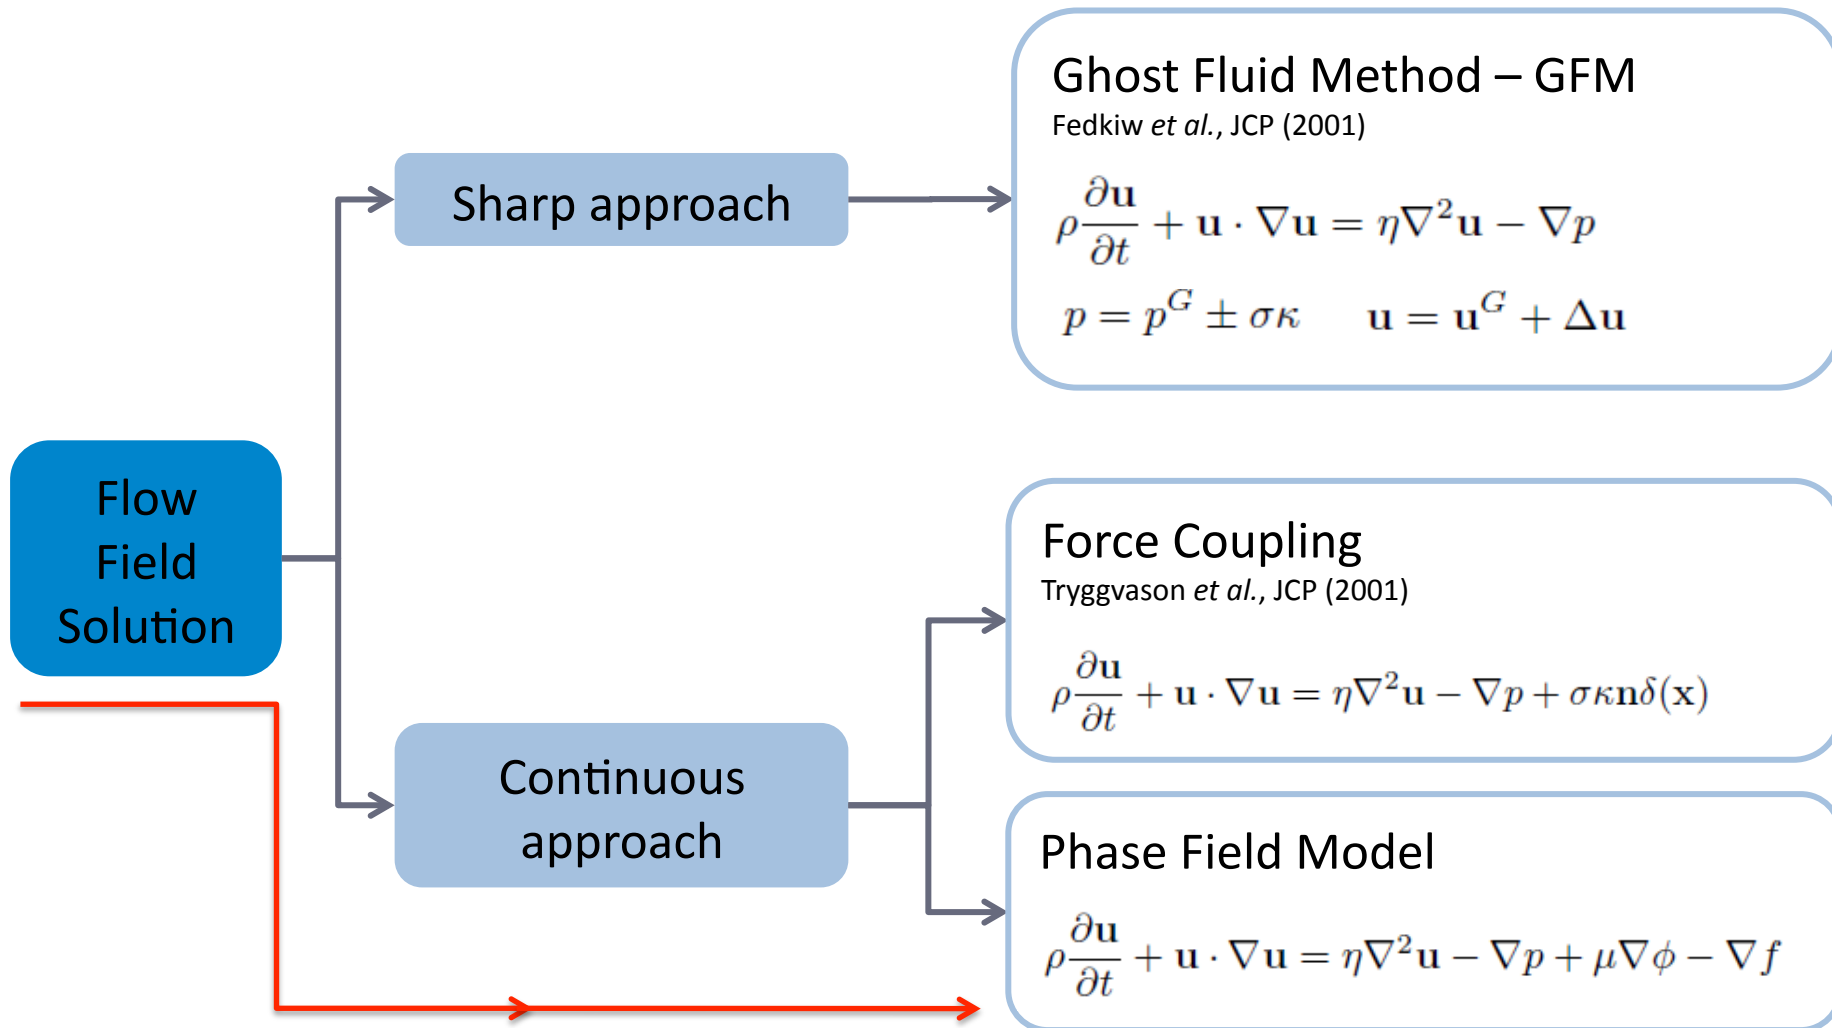 Flow
Field
Solution
Sharp approach
Continuous
approach
Ghost Fluid Method – GFM
Fedkiw et al., JCP (2001)
ρ ∂u/∂t + u · ∇u = η∇²u − ∇p
p = p^G ± σκ u = u^G + Δu
Force Coupling
Tryggvason et al., JCP (2001)
ρ ∂u/∂t + u · ∇u = η∇²u − ∇p + σκnδ(x)
Phase Field Model
ρ ∂u/∂t + u · ∇u = η∇²u − ∇p + μ∇ϕ − ∇f